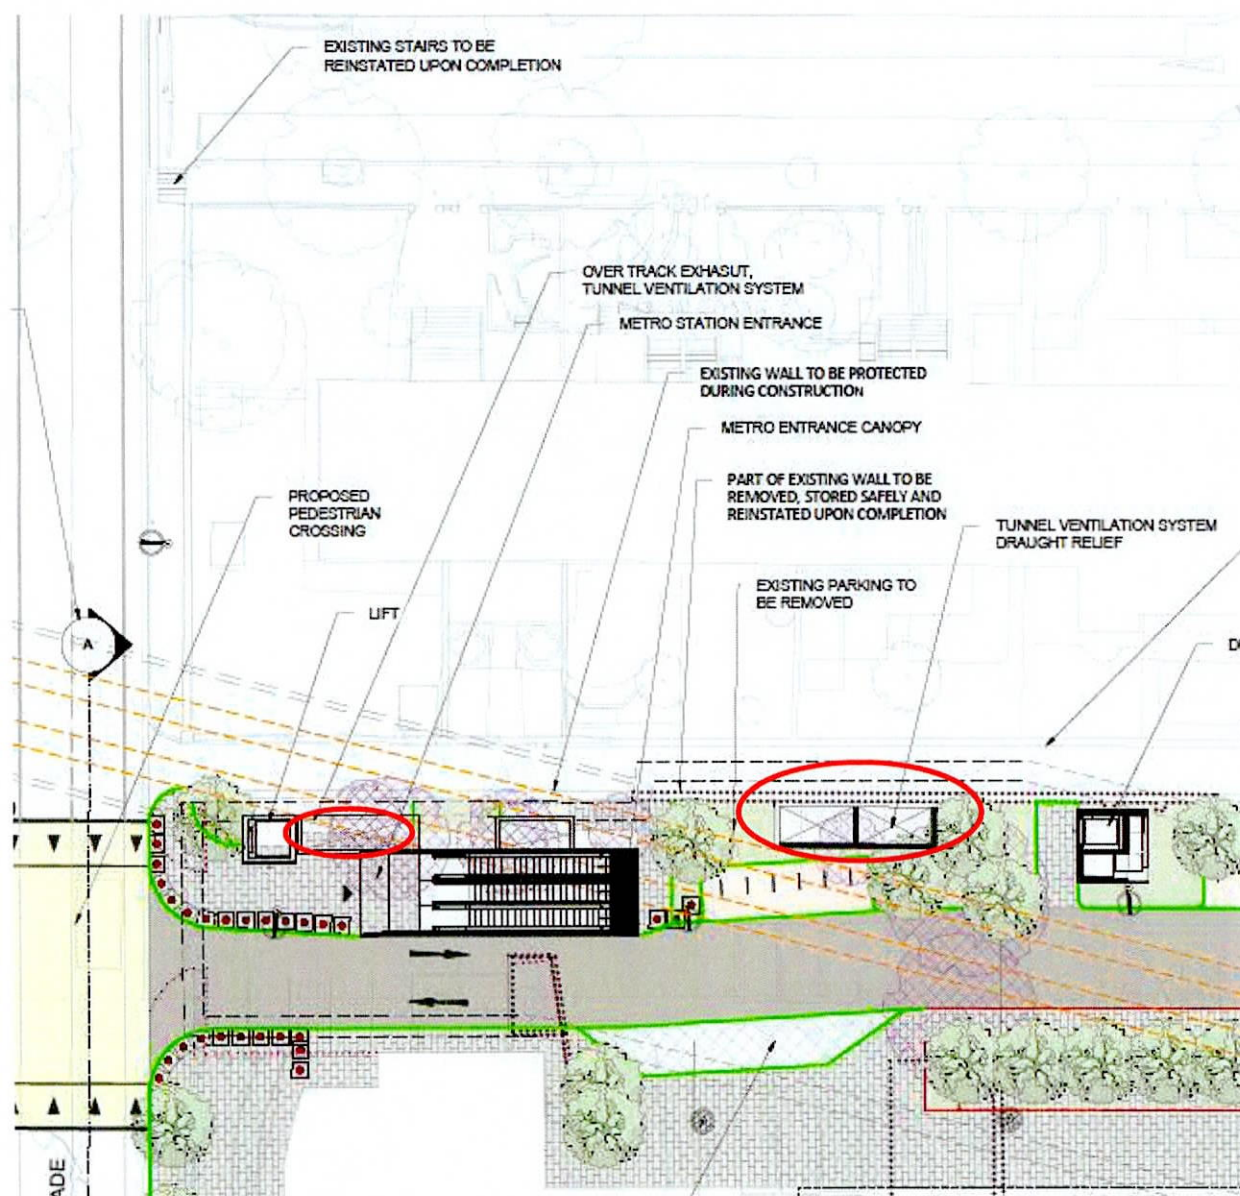 EXISTING STAIRS TO BE
REINSTATED UPON COMPLETION
OVER TRACK EXHASUT,
TUNNEL VENTILATION SYSTEM
METRO STATION ENTRANCE
EXISTING WALL TO BE PROTECTED
DURING CONSTRUCTION
METRO ENTRANCE CANOPY
PART OF EXISTING WALL TO BE
REMOVED, STORED SAFELY AND
REINSTATED UPON COMPLETION
PROPOSED
PEDESTRIAN
CROSSING
TUNNEL VENTILATION SYSTEM
DRAUGHT RELIEF
EXISTING PARKING TO
BE REMOVED
LIFT
A
ADE